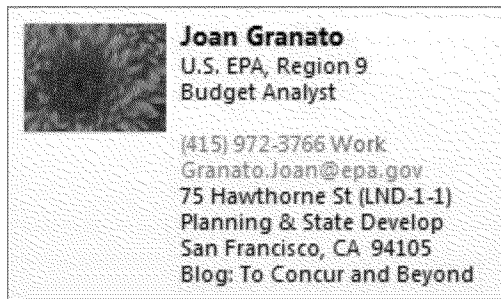 Joan Granato
U.S. EPA, Region 9
Budget Analyst
(415) 972-3766 Work
Granato.Joan@epa.gov
75 Hawthorne St (LND-1-1)
Planning & State Develop
San Francisco, CA 94105
Blog: To Concur and Beyond